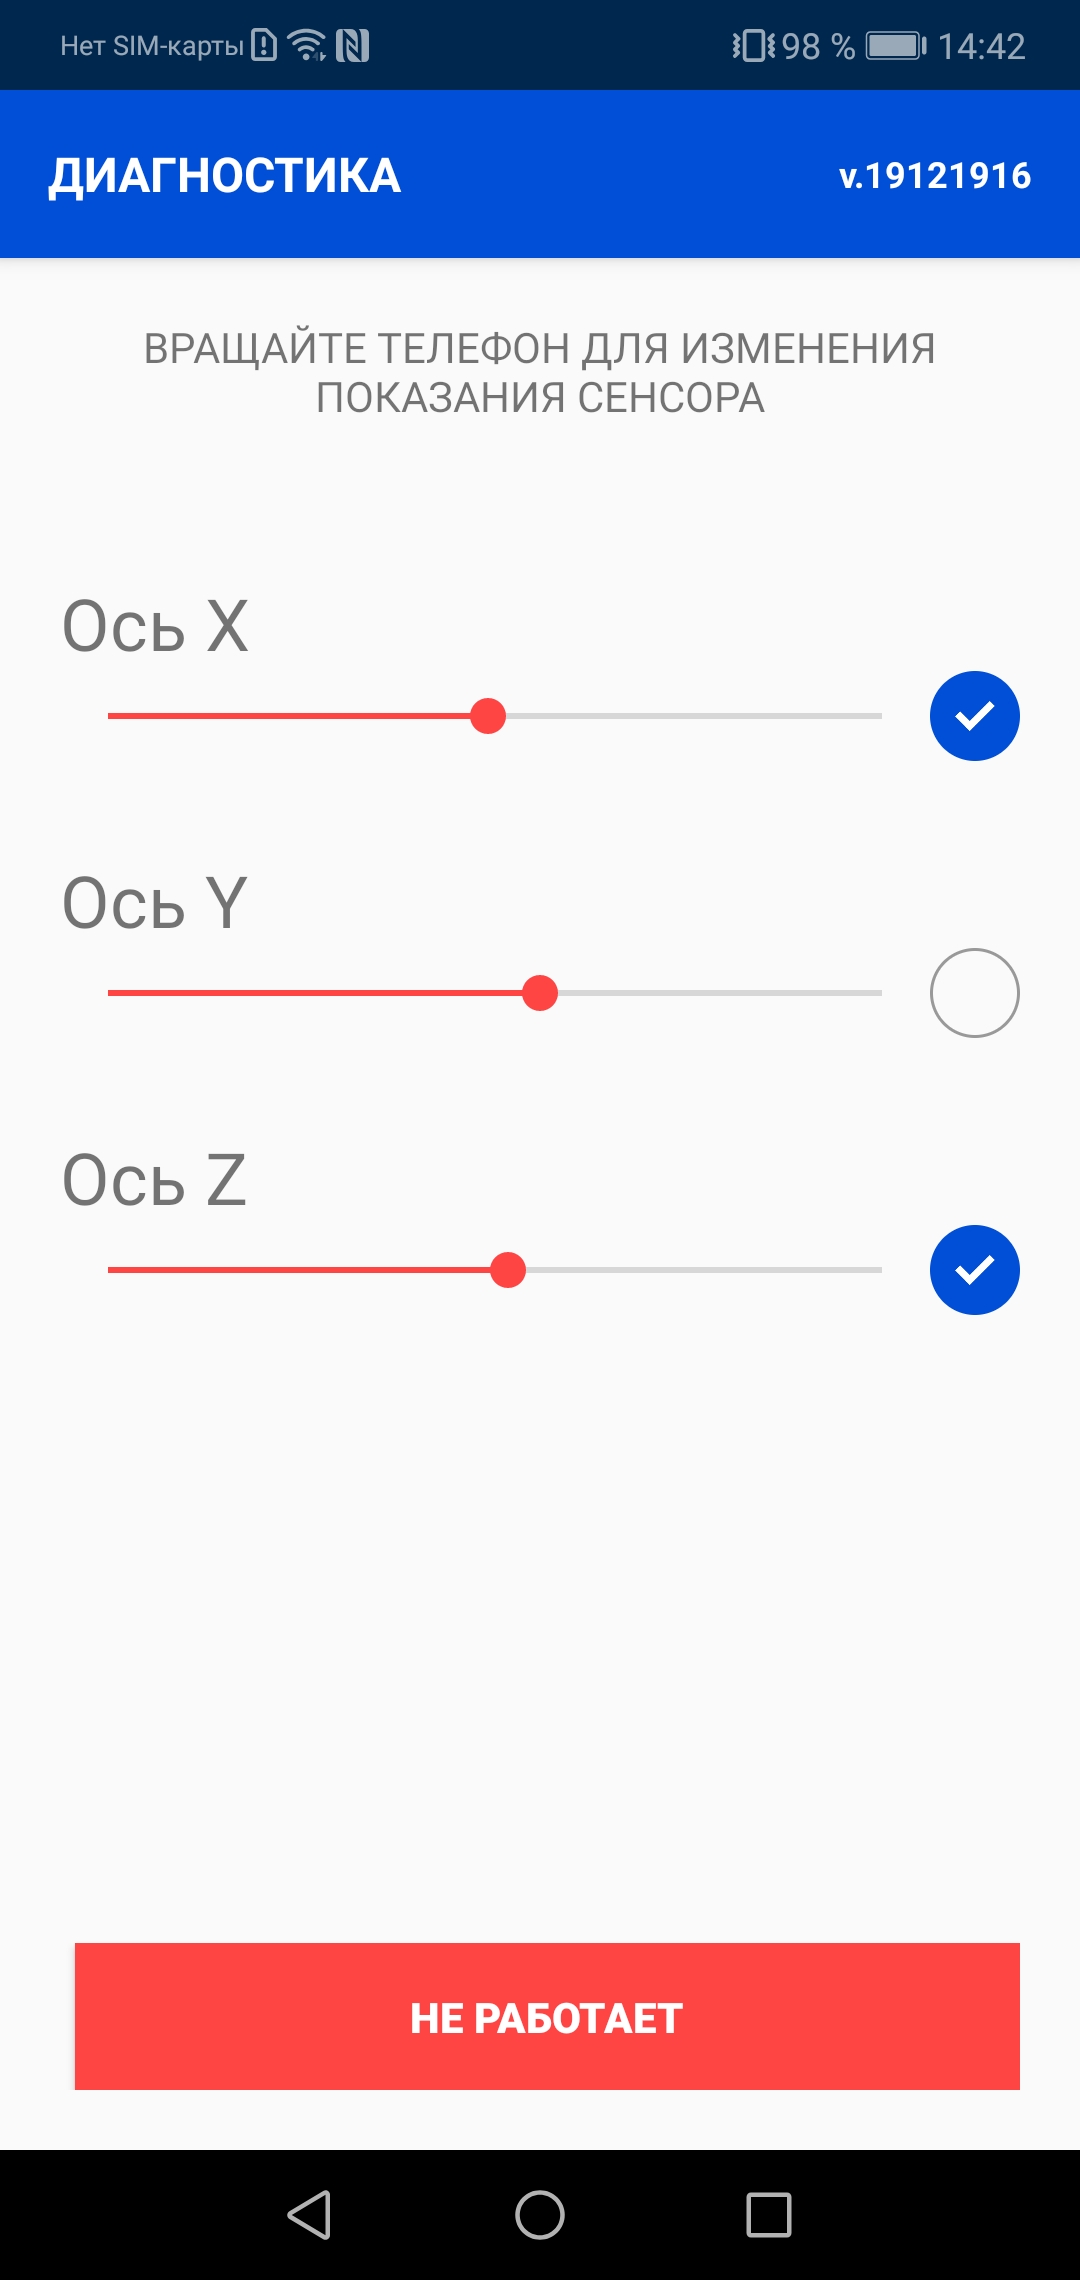 Нет SIM-карты 98 % 14:42
ДИАГНОСТИКА v.19121916
ВРАЩАЙТЕ ТЕЛЕФОН ДЛЯ ИЗМЕНЕНИЯ
ПОКАЗАНИЯ СЕНСОРА
Ось X
Ось Y
Ось Z
НЕ РАБОТАЕТ